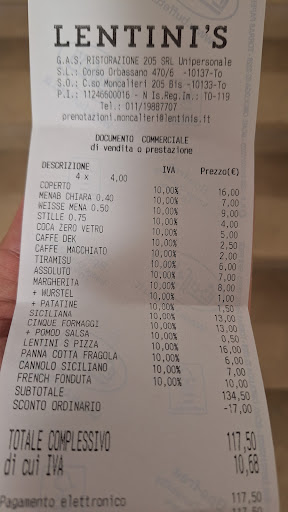 LENTINI'S
G.A.S. RISTORAZIONE 205 SRL Unipersonale
S.L.: Corso Orbassano 470/6 -10137-To
S.O.: C.so Moncalieri 205 Bis -10133-To
P.I.: 11246600016 - N Is.Reg.Im.: TO-119
Tel.: 011/19887707
prenotazioni.moncalieri@lentinis.it
DOCUMENTO COMMERCIALE
di vendita o prestazione
DESCRIZIONE IVA Prezzo(€)
4 x 4,00
COPERTO 10,00% 16,00
MENAB CHIARA 0.40 10,00% 7,00
WEISSE MENA 0.50 10,00% 9,00
STILLE 0.75 10,00% 4,00
COCA ZERO VETRO 10,00% 5,00
CAFFE DEK 10,00% 2,50
CAFFE MACCHIATO 10,00% 2,00
TIRAMISU 10,00% 6,00
ASSOLUTO 10,00% 7,00
MARGHERITA 10,00% 8,00
+ WURSTEL 10,00% 1,00
+ PATATINE 10,00% 1,50
SICILIANA 10,00% 13,00
CINQUE FORMAGGI 10,00% 13,00
+ POMOD SALSA 10,00% 0,50
LENTINI S PIZZA 10,00% 16,00
PANNA COTTA FRAGOLA 10,00% 6,00
CANNOLO SICILIANO 10,00% 7,00
FRENCH FONDUTA 10,00% 10,00
SUBTOTALE 134,50
SCONTO ORDINARIO -17,00
TOTALE COMPLESSIVO 117,50
di cui IVA 10,68
Pagamento elettronico 117,50